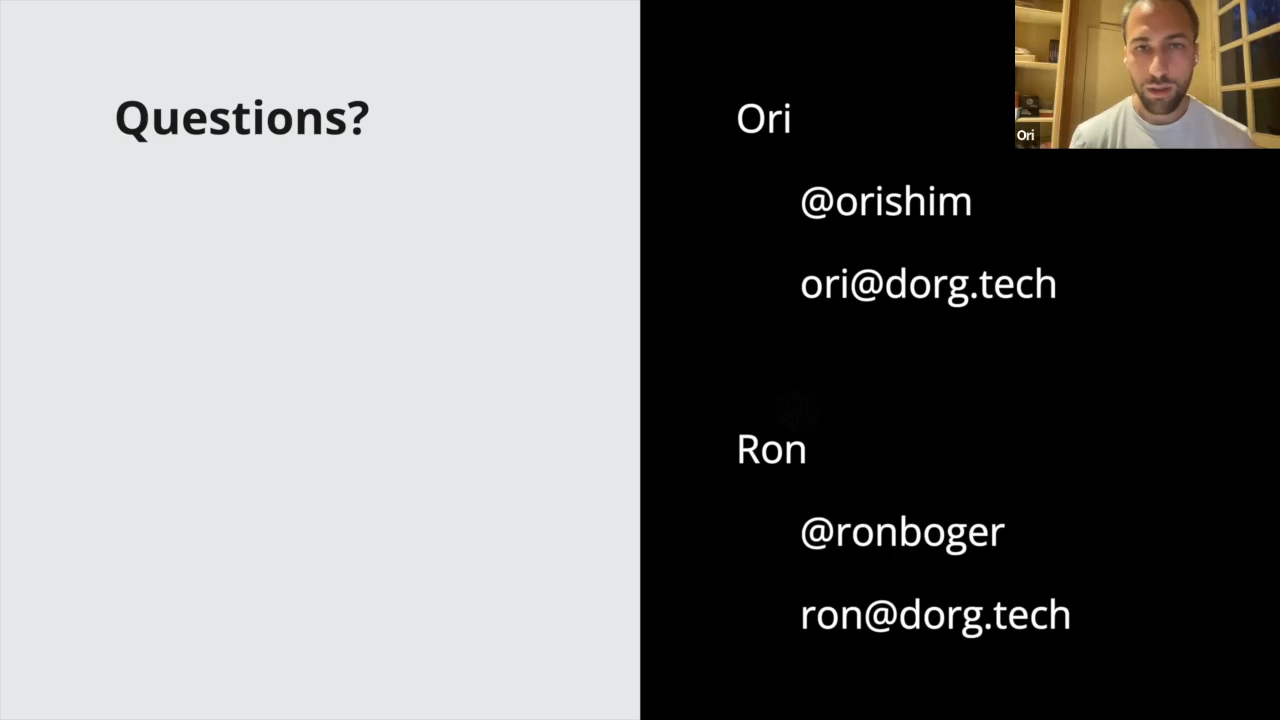 Questions?
Ori
@orishim
ori@dorg.tech
Ron
@ronboger
ron@dorg.tech
Ori